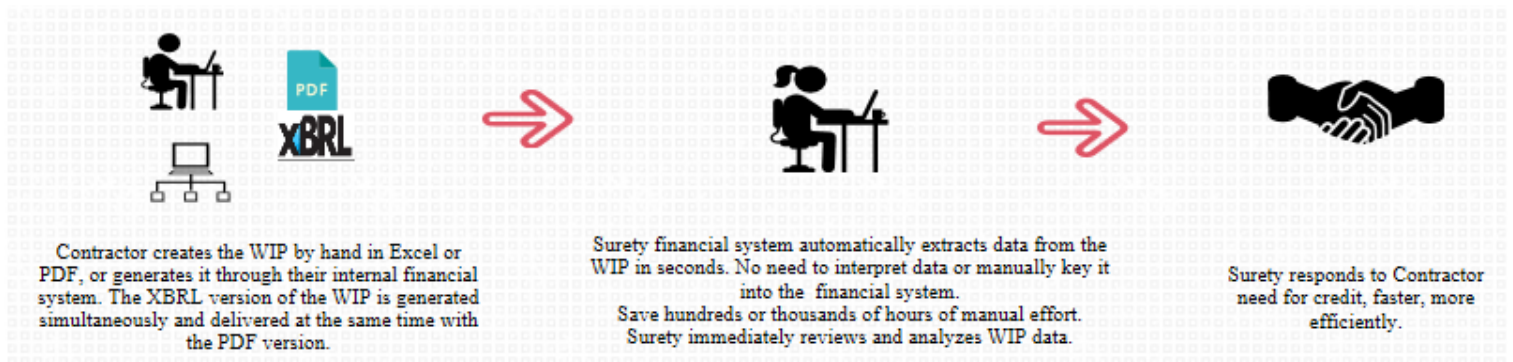 PDF
XBRL
Contractor creates the WIP by hand in Excel or
PDF, or generates it through their internal financial
system. The XBRL version of the WIP is generated
simultaneously and delivered at the same time with
the PDF version.
Surety financial system automatically extracts data from the
WIP in seconds. No need to interpret data or manually key it
into the financial system.
Save hundreds or thousands of hours of manual effort.
Surety immediately reviews and analyzes WIP data.
Surety responds to Contractor
need for credit, faster, more
efficiently.